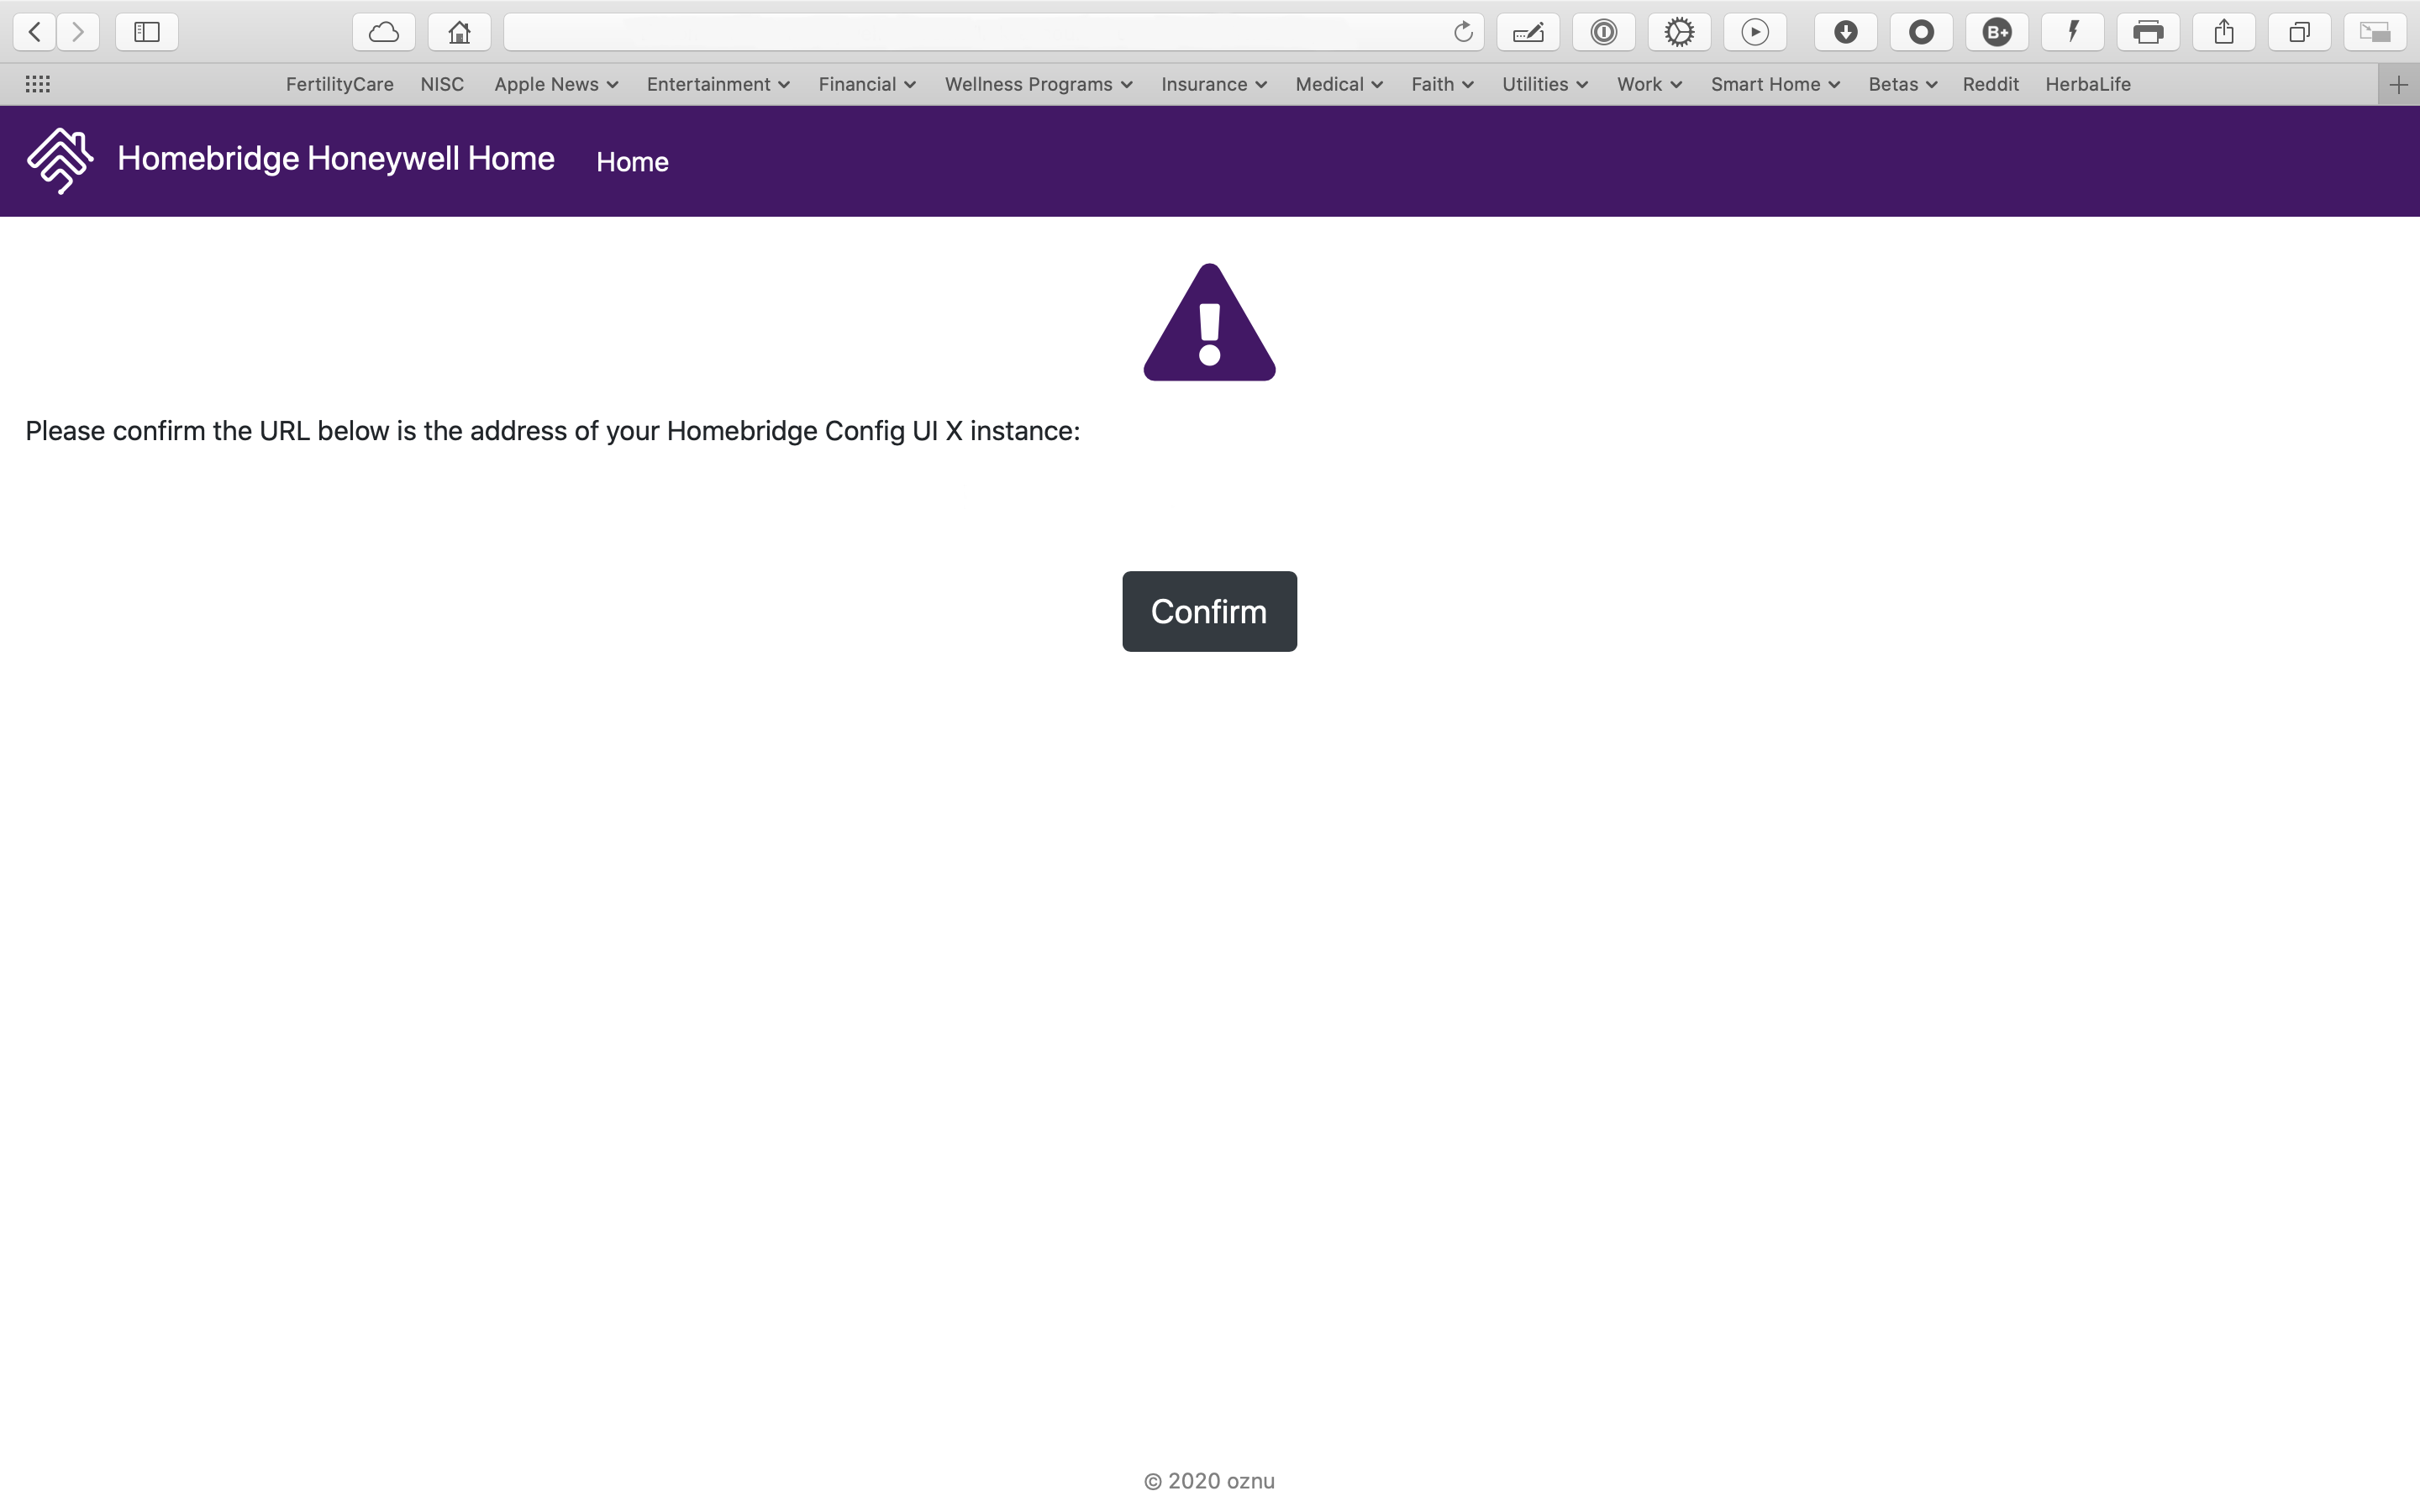 B+
FertilityCare NISC Apple News Entertainment Financial Wellness Programs Insurance Medical Faith Utilities Work Smart Home Betas Reddit HerbaLife
Homebridge Honeywell Home Home
Please confirm the URL below is the address of your Homebridge Config UI X instance:
Confirm
© 2020 oznu